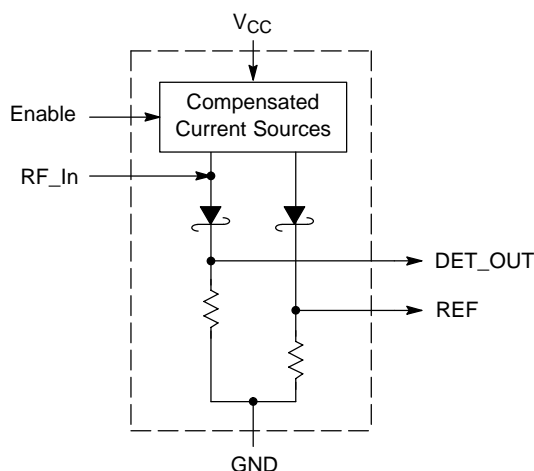 VCC
Compensated
Current Sources
Enable
RF_In
DET_OUT
REF
GND